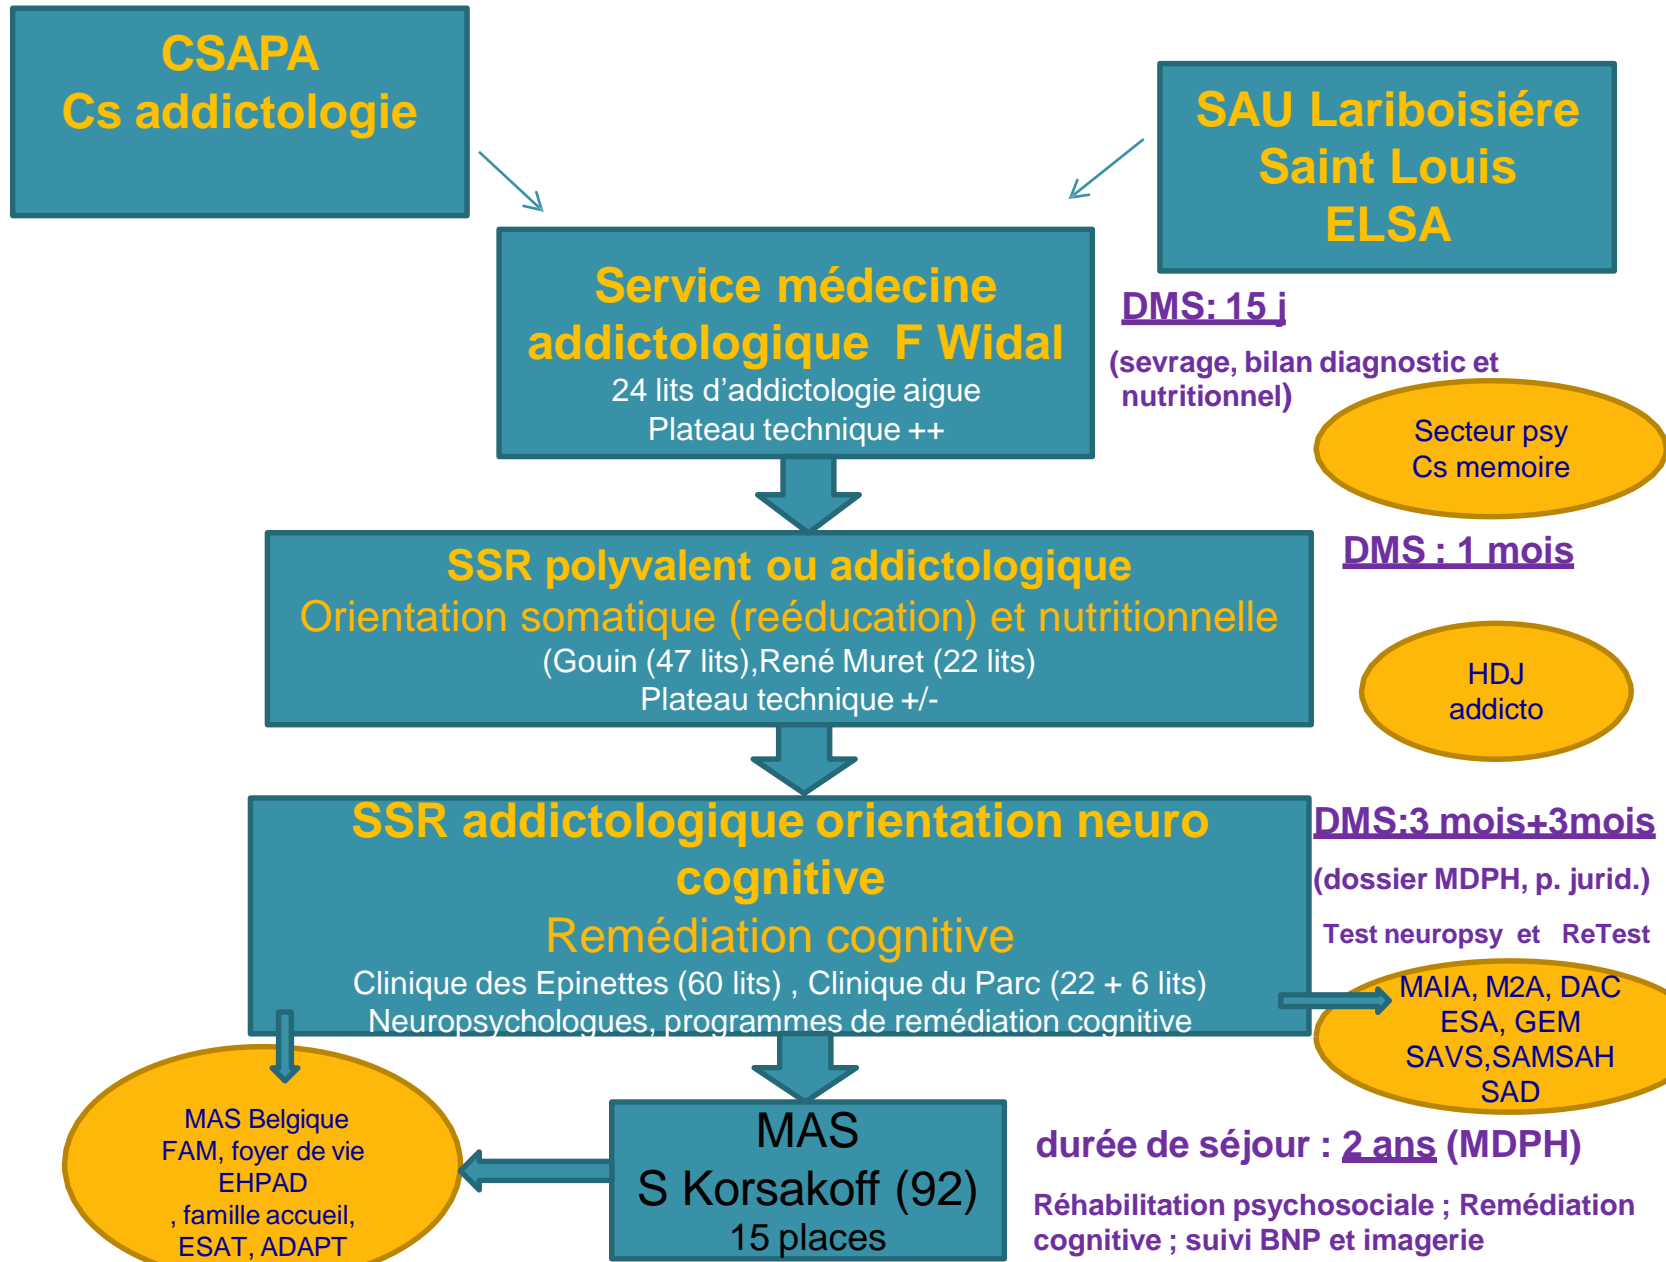 CSAPA
Cs addictologie
SAU Lariboisiére
Saint Louis
ELSA
Service médecine
addictologique F Widal
24 lits d’addictologie aigue
Plateau technique ++
DMS: 15 j
(sevrage, bilan diagnostic et
nutritionnel)
Secteur psy
Cs memoire
SSR polyvalent ou addictologique
Orientation somatique (reéducation) et nutritionnelle
(Gouin (47 lits),René Muret (22 lits)
Plateau technique +/-
DMS : 1 mois
HDJ
addicto
SSR addictologique orientation neuro
cognitive
Remédiation cognitive
Clinique des Epinettes (60 lits) , Clinique du Parc (22 + 6 lits)
Neuropsychologues, programmes de remédiation cognitive
DMS:3 mois+3mois
(dossier MDPH, p. jurid.)
Test neuropsy et ReTest
MAIA, M2A, DAC
ESA, GEM
SAVS,SAMSAH
SAD
MAS Belgique
FAM, foyer de vie
EHPAD
, famille accueil,
ESAT, ADAPT
MAS
S Korsakoff (92)
15 places
durée de séjour : 2 ans (MDPH)
Réhabilitation psychosociale ; Remédiation
cognitive ; suivi BNP et imagerie